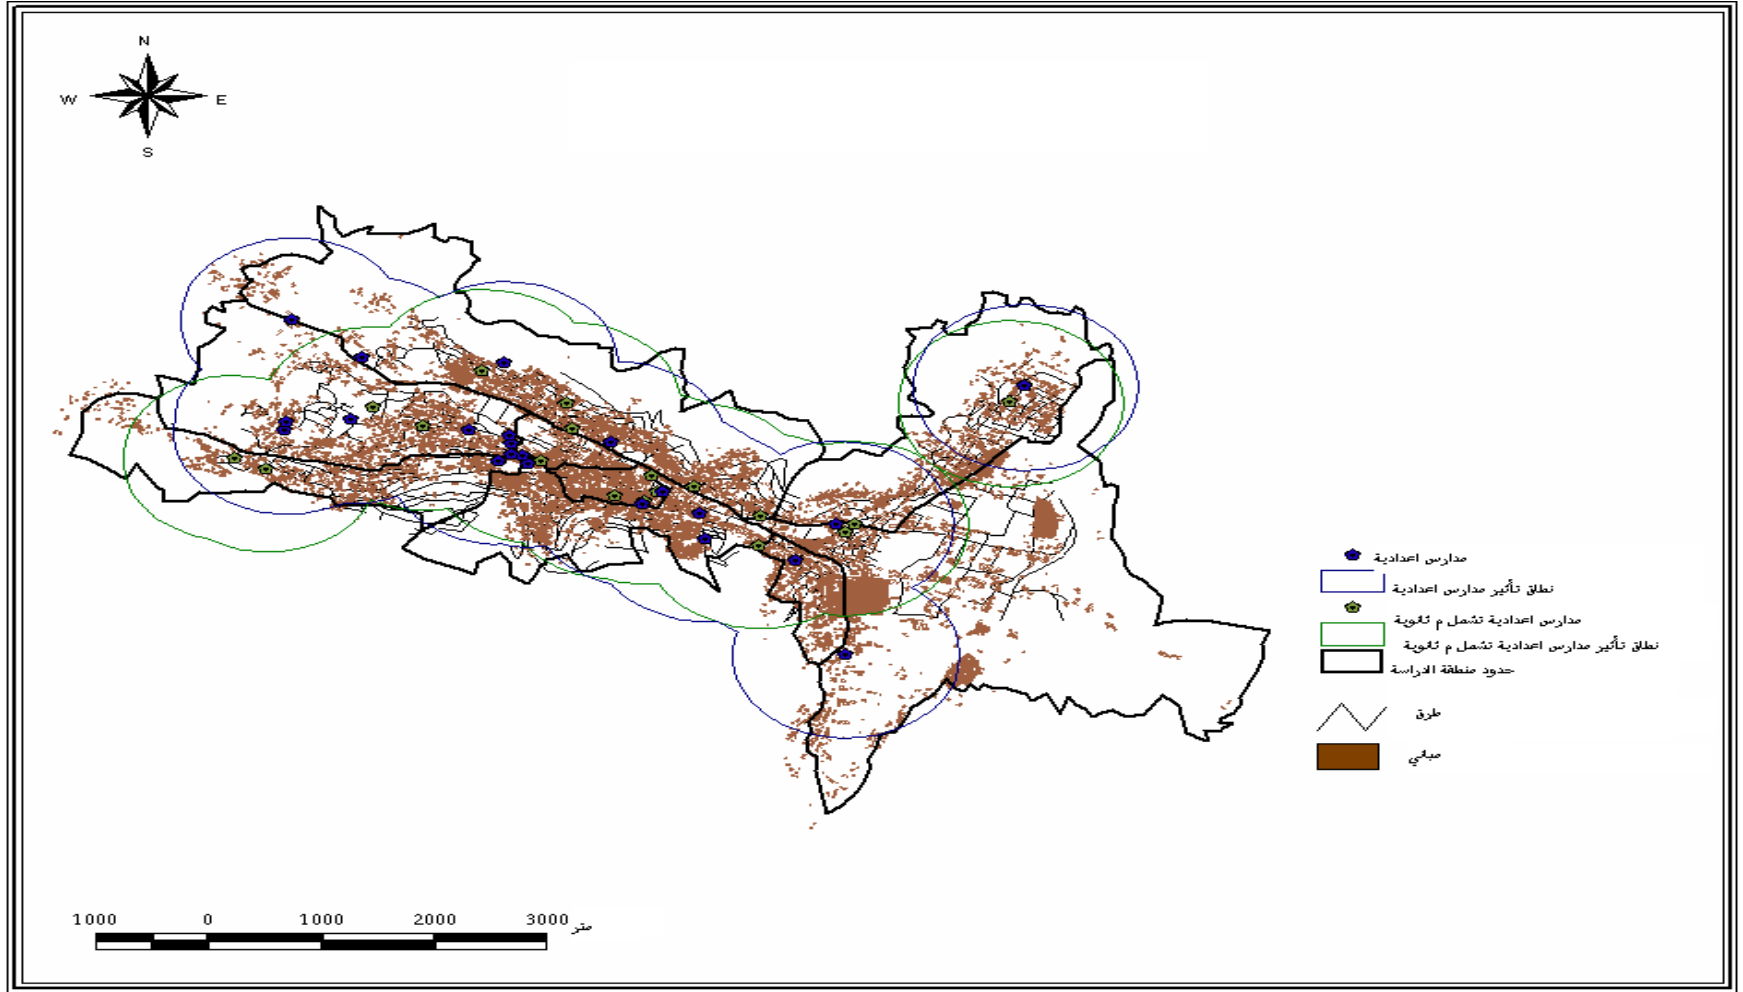 N
W E
S
مدارس اعدادية
نطاق تأثير مدارس اعدادية
مدارس اعدادية تشمل م ثانوية
نطاق تأثير مدارس اعدادية تشمل م ثانوية
حدود منطقة الدراسة
طرق
مباني
1000 0 1000 2000 3000 متر